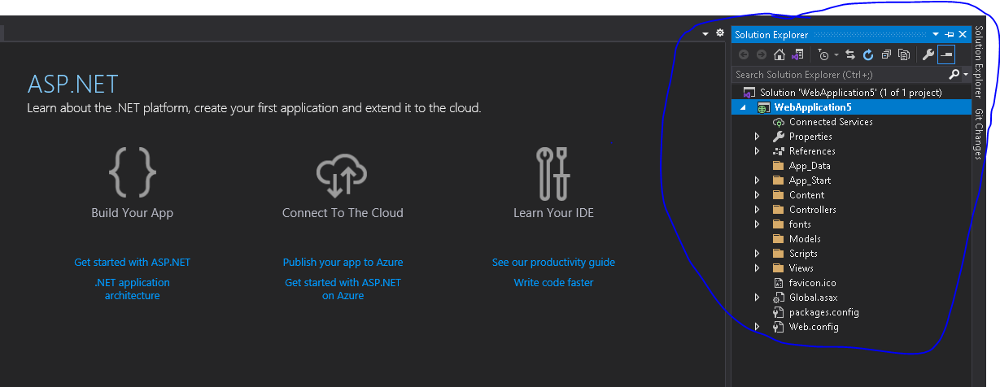 ASP.NET
Learn about the .NET platform, create your first application and extend it to the cloud.
Build Your App
Get started with ASP.NET
.NET application
architecture
Connect To The Cloud
Publish your app to Azure
Get started with ASP.NET
on Azure
Learn Your IDE
See our productivity guide
Write code faster
Solution Explorer
Search Solution Explorer (Ctrl+;)
Solution 'WebApplication5' (1 of 1 project)
WebApplication5
Connected Services
Properties
References
App_Data
App_Start
Content
Controllers
fonts
Models
Scripts
Views
favicon.ico
Global.asax
packages.config
Web.config
Solution Explorer
Git Changes